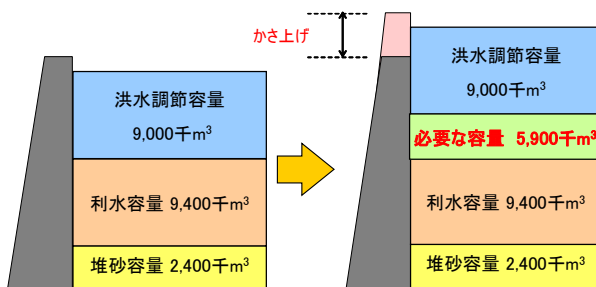 かさ上げ
洪水調節容量
9,000千m³
利水容量 9,400千m³
堆砂容量 2,400千m³
洪水調節容量
9,000千m³
必要な容量 5,900千m³
利水容量 9,400千m³
堆砂容量 2,400千m³